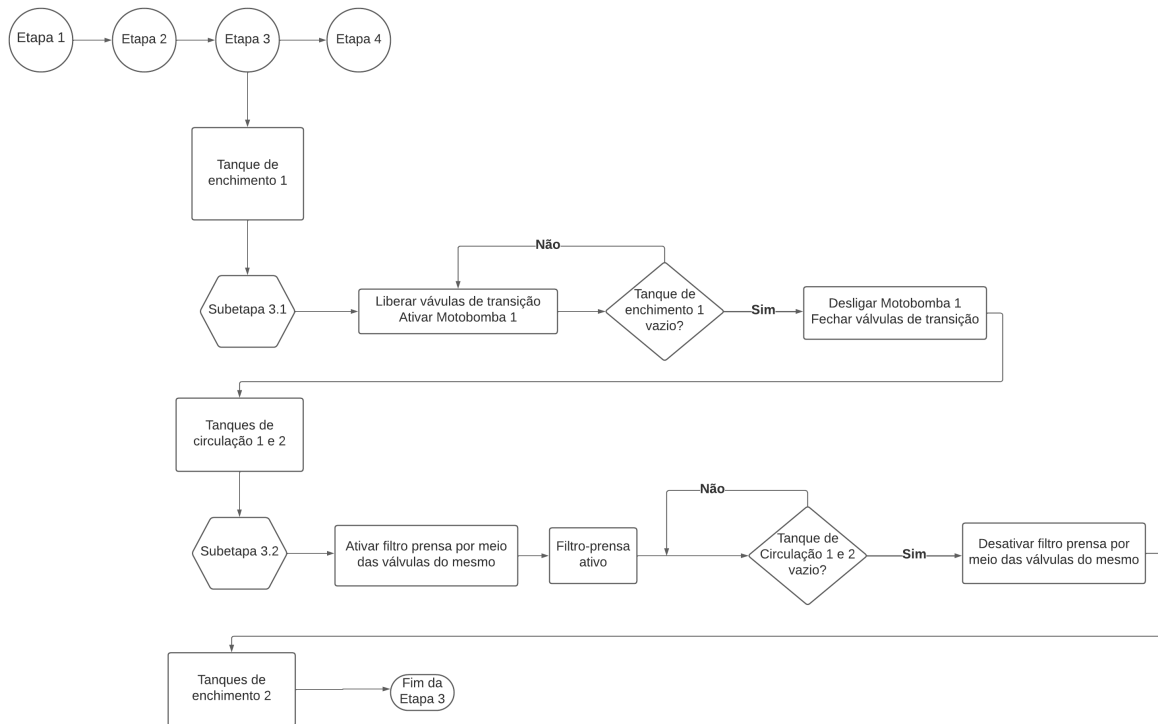 Etapa 1
Etapa 2
Etapa 3
Etapa 4
Tanque de
enchimento 1
Não
Subetapa 3.1
Liberar vávulas de transição
Ativar Motobomba 1
Tanque de
enchimento 1
vazio?
Sim
Desligar Motobomba 1
Fechar válvulas de transição
Tanques de
circulação 1 e 2
Não
Subetapa 3.2
Ativar filtro prensa por meio
das válvulas do mesmo
Filtro-prensa
ativo
Tanque de
Circulação 1 e 2
vazio?
Sim
Desativar filtro prensa por
meio das válvulas do mesmo
Tanques de
enchimento 2
Fim da
Etapa 3